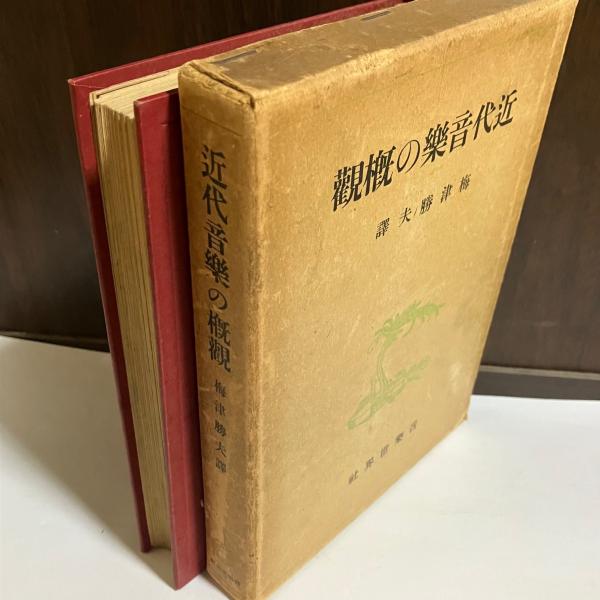 觀概の樂音代近
譯 夫/勝津梅
社界世樂音
近代音樂の概觀
梅津勝夫譯